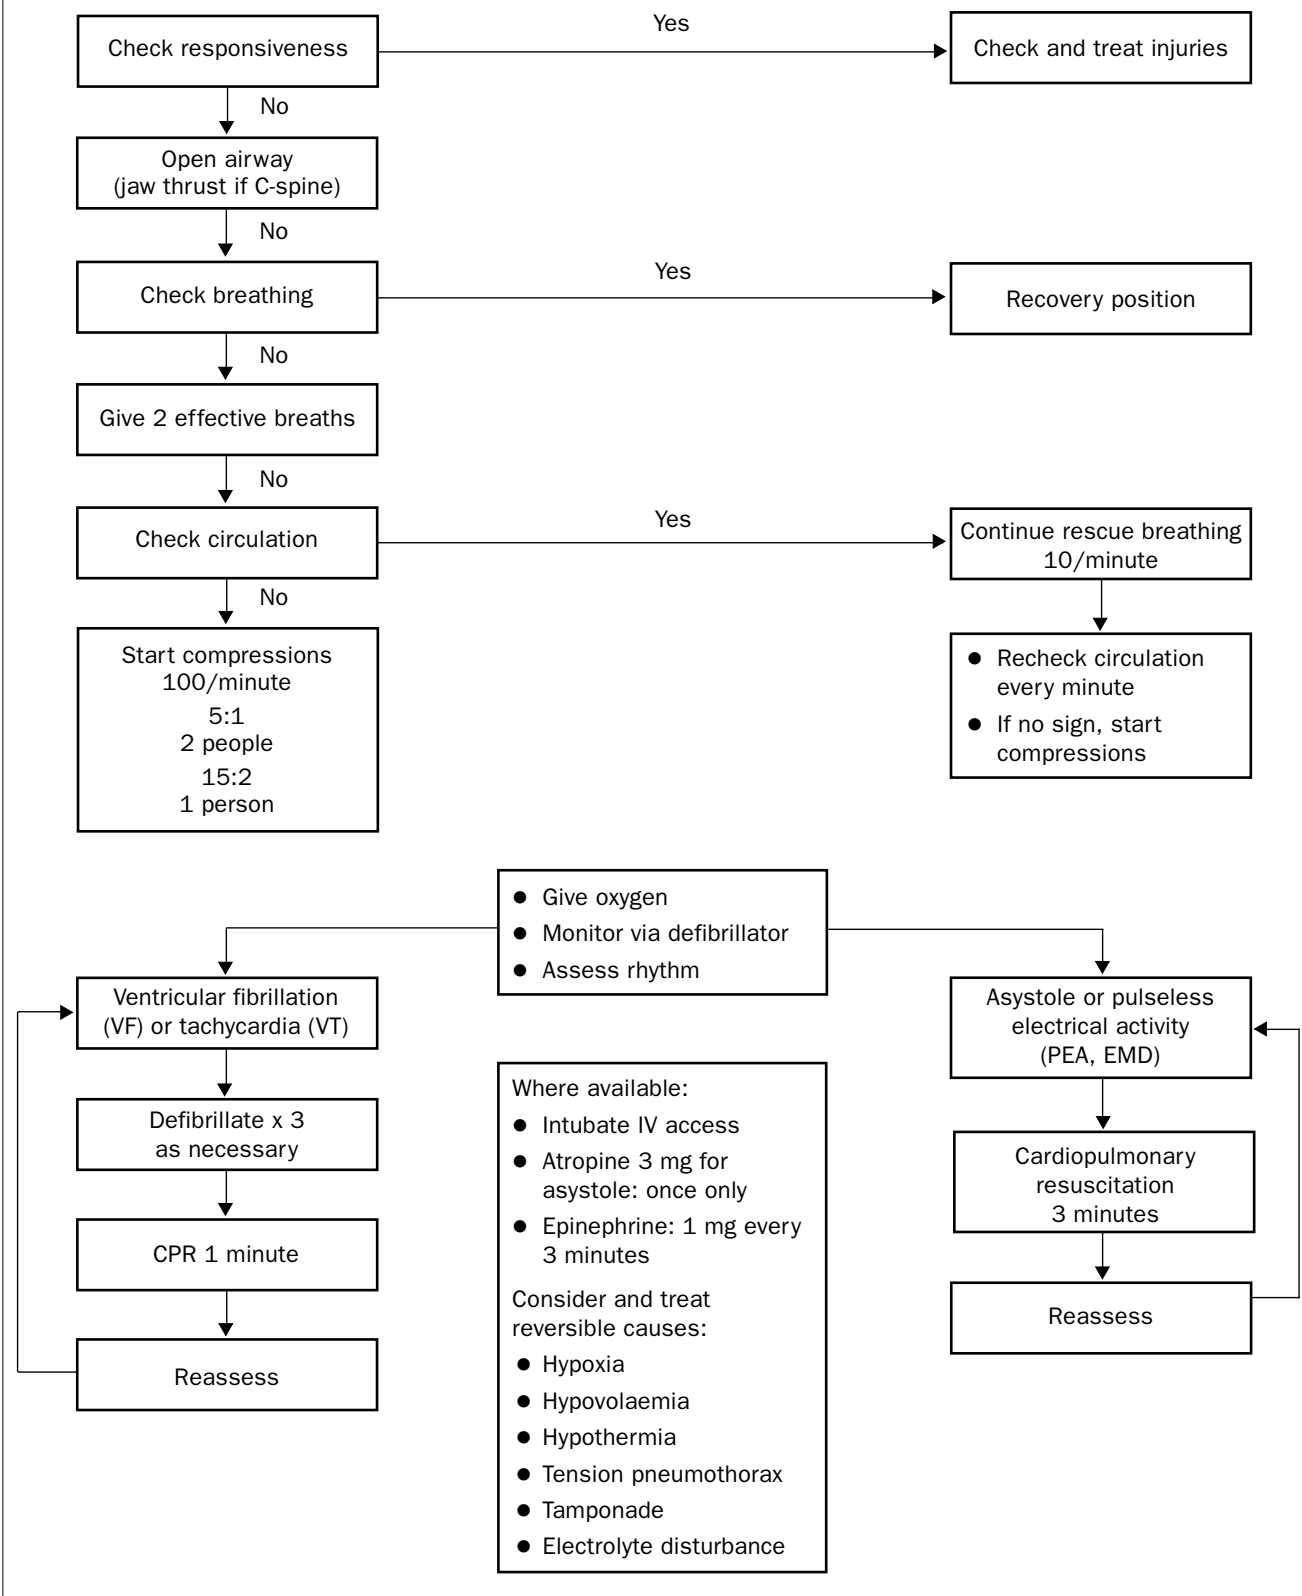 Check responsiveness
Yes
Check and treat injuries
No
Open airway
(jaw thrust if C-spine)
No
Check breathing
Yes
Recovery position
No
Give 2 effective breaths
No
Check circulation
Yes
Continue rescue breathing
10/minute
No
Start compressions
100/minute
5:1
2 people
15:2
1 person
● Recheck circulation
every minute
● If no sign, start
compressions
● Give oxygen
● Monitor via defibrillator
● Assess rhythm
Ventricular fibrillation
(VF) or tachycardia (VT)
Defibrillate x 3
as necessary
CPR 1 minute
Reassess
Where available:
● Intubate IV access
● Atropine 3 mg for
asystole: once only
● Epinephrine: 1 mg every
3 minutes
Consider and treat
reversible causes:
● Hypoxia
● Hypovolaemia
● Hypothermia
● Tension pneumothorax
● Tamponade
● Electrolyte disturbance
Asystole or pulseless
electrical activity
(PEA, EMD)
Cardiopulmonary
resuscitation
3 minutes
Reassess